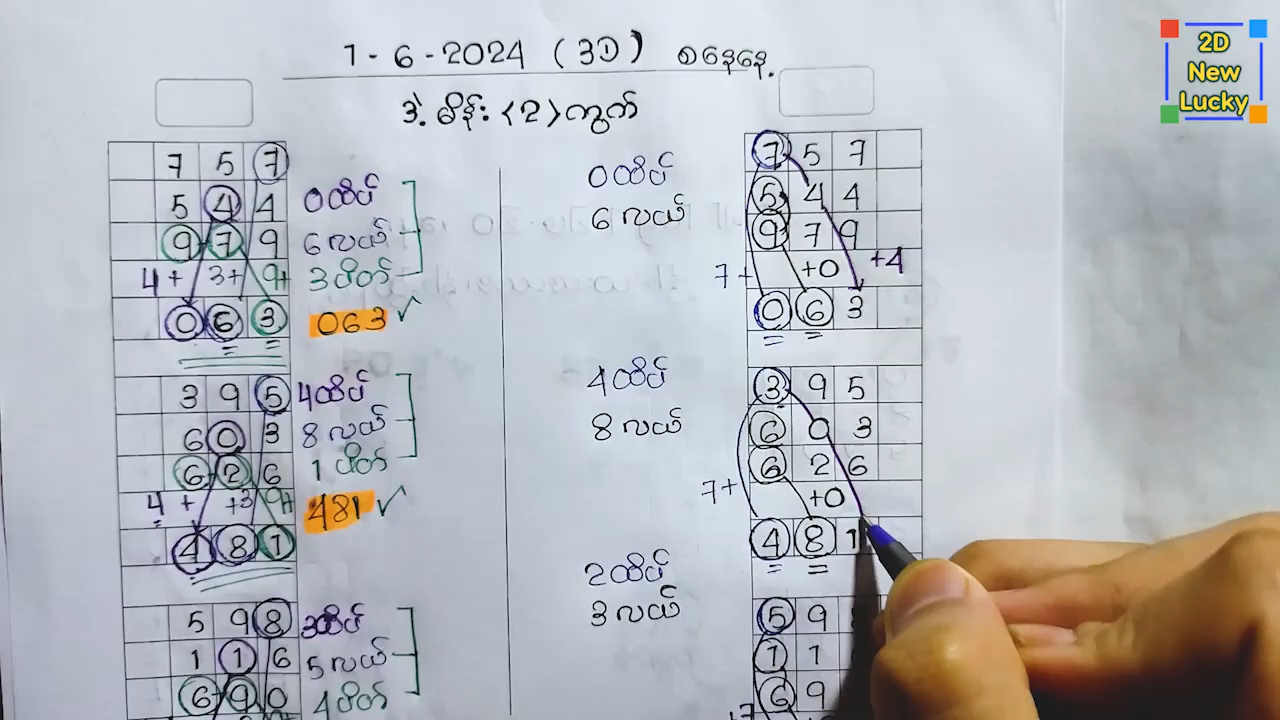 1-6-2024 (3D) စနေနေ့
3ဒဲ့ မိန်း <2> ကွက်
2D
New
Lucky
7 5 7
5 4 4
9 7 9
4+ 3+ 9+
0 6 3
0ထိပ်
6လယ်
3ပိတ်
063 ✓
3 9 5
6 0 3
6 2 6
4+ +3 9+
4 8 1
4ထိပ်
8လယ်
1ပိတ်
481 ✓
5 9 8
1 1 6
6 9 0
3ထိပ်
5လယ်
4ပိတ်
0ထိပ်
6လယ်
4ထိပ်
8လယ်
2ထိပ်
3လယ်
7 5 7
5 4 4
9 7 9
7+ +0 +4
0 6 3
3 9 5
6 0 3
6 2 6
7+ +0
4 8 1
5 9
1 1
6 9
+7